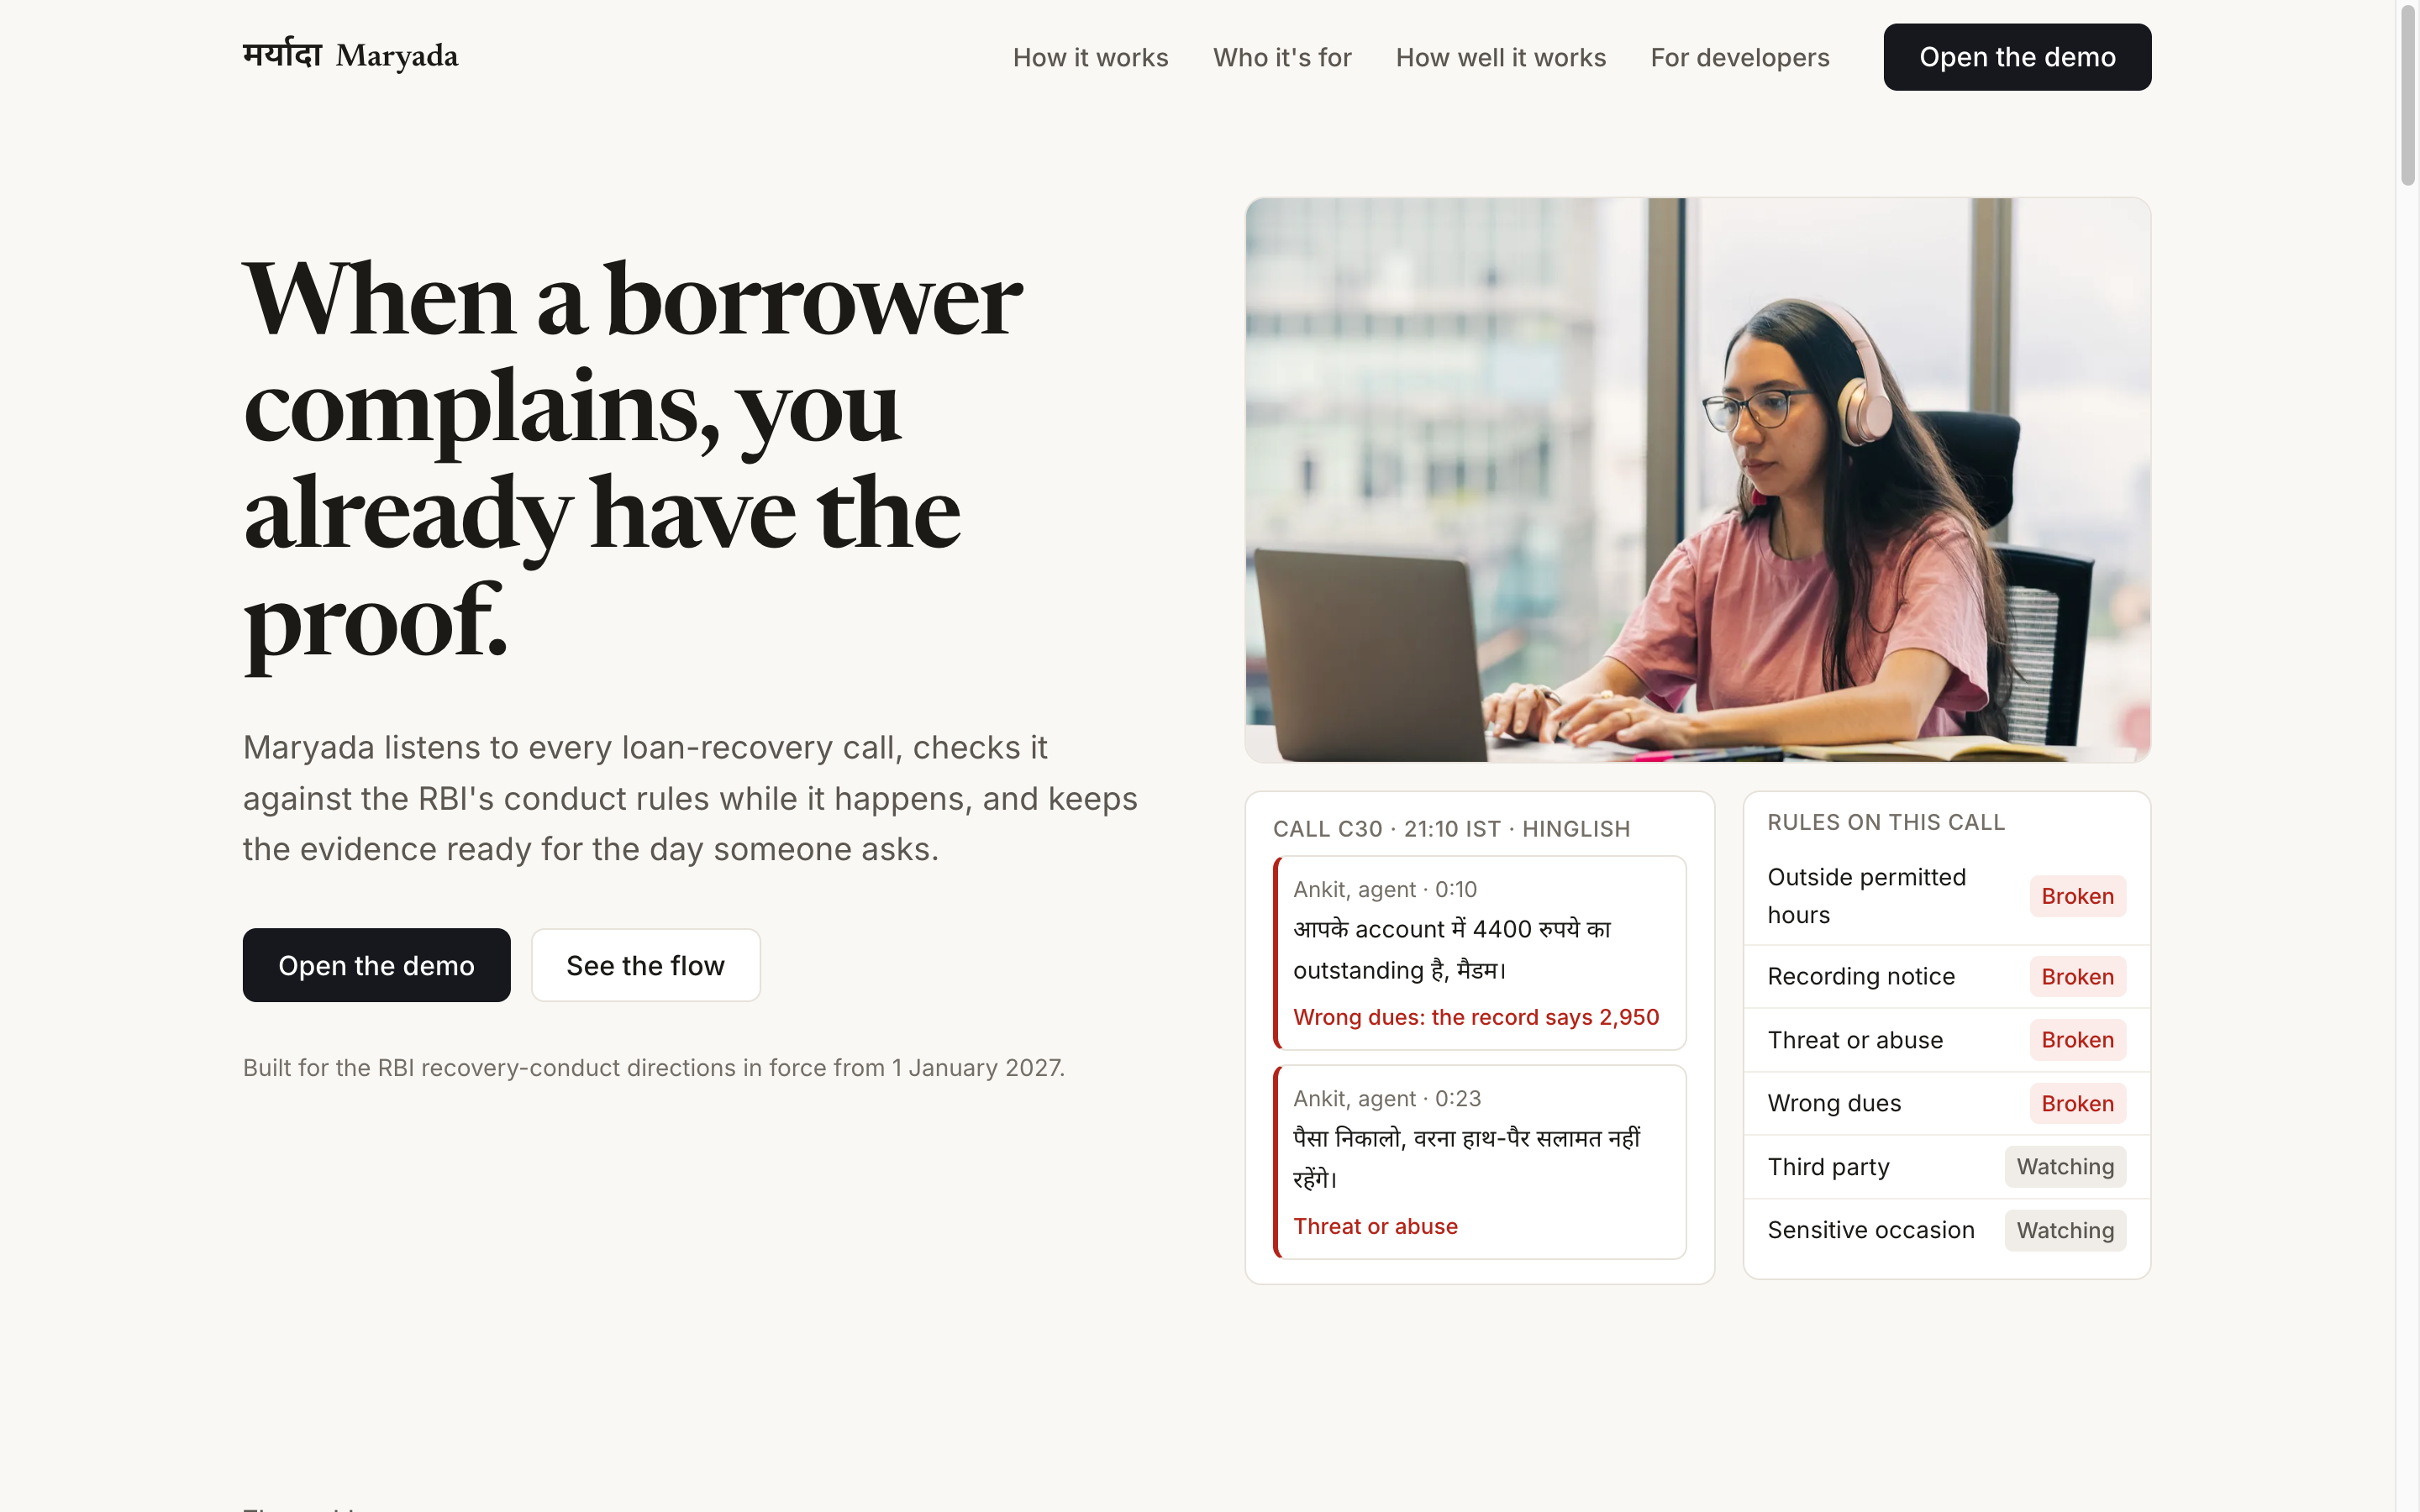 मर्यादा Maryada
How it works
Who it's for
How well it works
For developers
Open the demo
When a borrower
complains, you
already have the
proof.
Maryada listens to every loan-recovery call, checks it
against the RBI's conduct rules while it happens, and keeps
the evidence ready for the day someone asks.
Open the demo
See the flow
Built for the RBI recovery-conduct directions in force from 1 January 2027.
CALL C30 · 21:10 IST · HINGLISH
Ankit, agent · 0:10
आपके account में 4400 रुपये का
outstanding है, मैडम।
Wrong dues: the record says 2,950
Ankit, agent · 0:23
पैसा निकालो, वरना हाथ-पैर सलामत नहीं
रहेंगे।
Threat or abuse
RULES ON THIS CALL
Outside permitted
hours
Broken
Recording notice
Broken
Threat or abuse
Broken
Wrong dues
Broken
Third party
Watching
Sensitive occasion
Watching